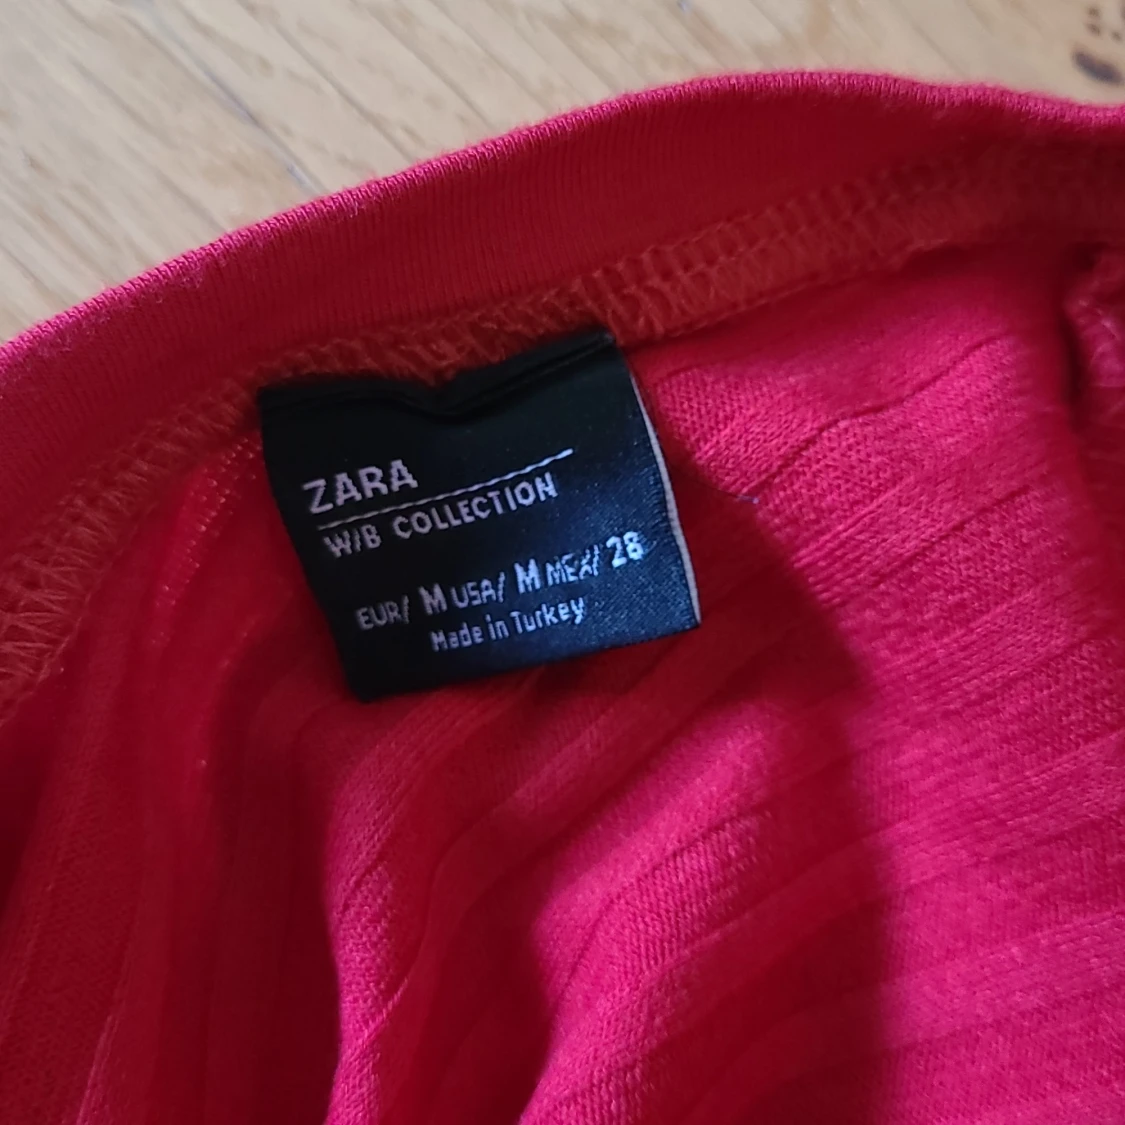 ZARA
W/B COLLECTION
EUR/ M USA/ M MEX/ 28
Made in Turkey